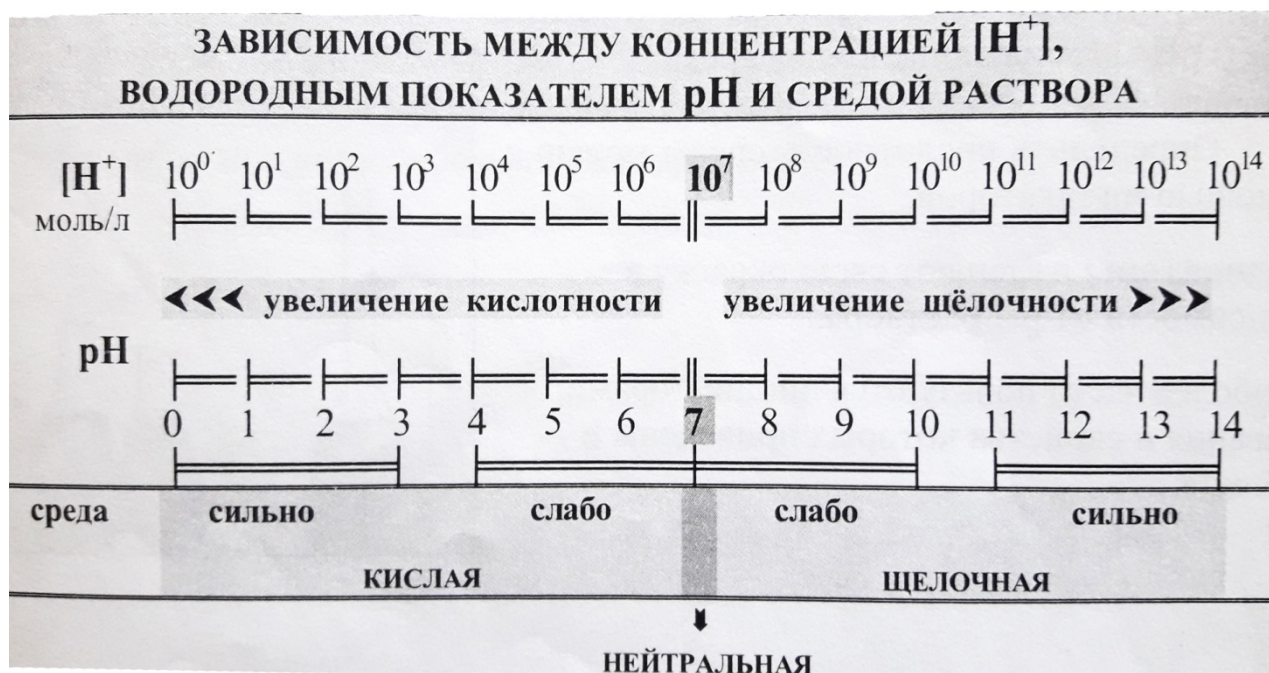 ЗАВИСИМОСТЬ МЕЖДУ КОНЦЕНТРАЦИЕЙ [H⁺],
ВОДОРОДНЫМ ПОКАЗАТЕЛЕМ pH И СРЕДОЙ РАСТВОРА
[H⁺] 10⁰ 10¹ 10² 10³ 10⁴ 10⁵ 10⁶ 10⁷ 10⁸ 10⁹ 10¹⁰ 10¹¹ 10¹² 10¹³ 10¹⁴
моль/л
увеличение кислотности увеличение щёлочности
pH
0 1 2 3 4 5 6 7 8 9 10 11 12 13 14
среда сильно слабо слабо сильно
КИСЛАЯ ЩЕЛОЧНАЯ
НЕЙТРАЛЬНАЯ